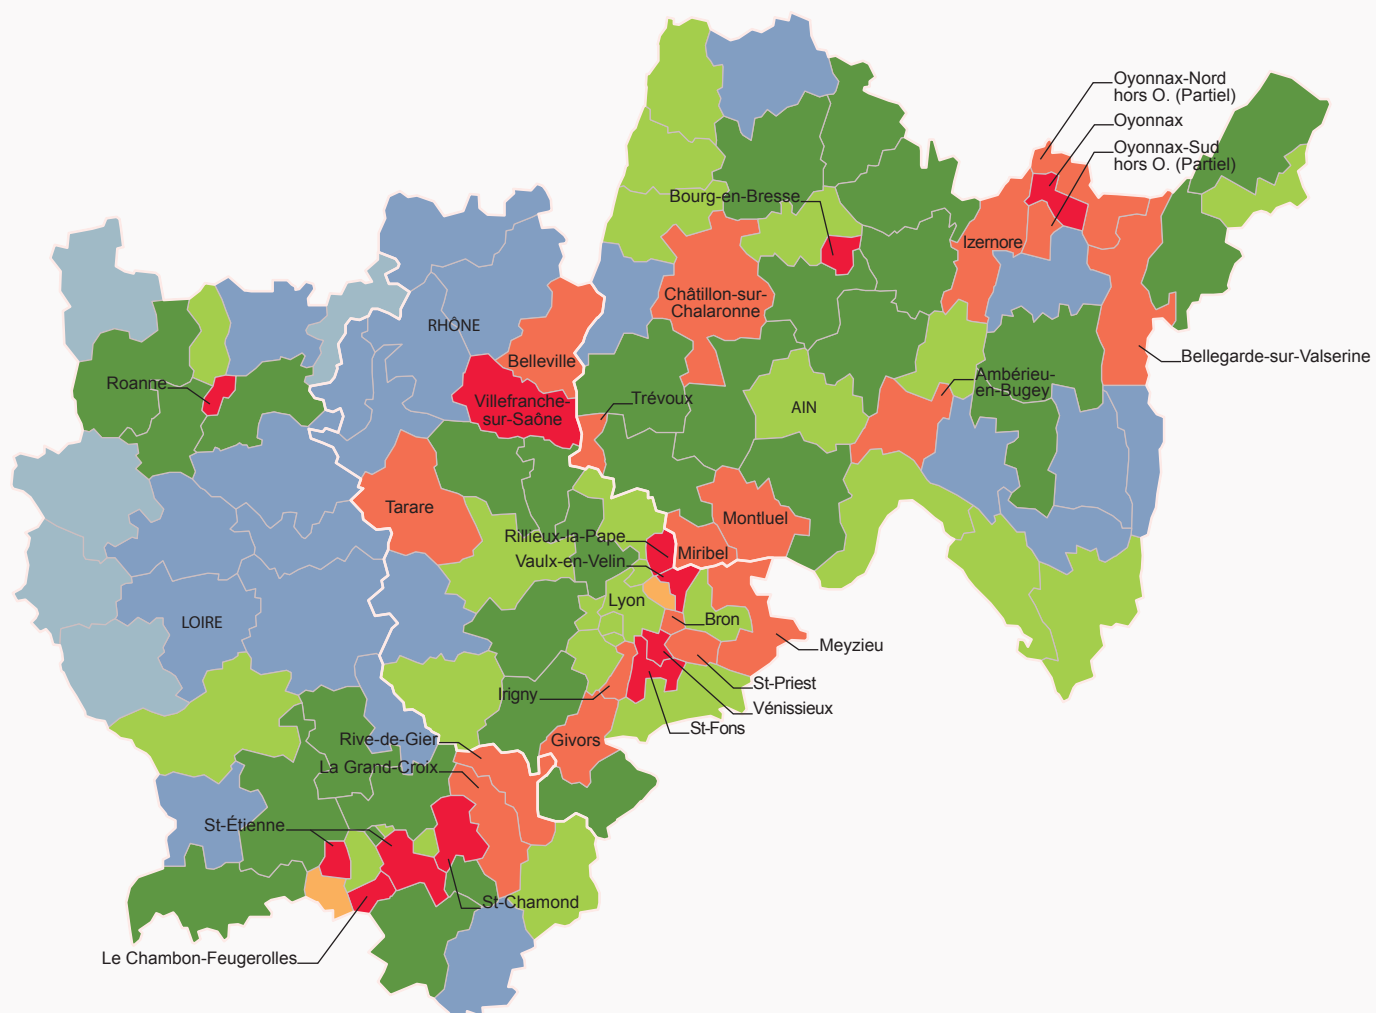 Oyonnax-Nord
hors O. (Partiel)
Oyonnax
Oyonnax-Sud
hors O. (Partiel)
Bourg-en-Bresse
Izernore
Châtillon-sur-
Chalaronne
RHÔNE
Belleville
Bellegarde-sur-Valserine
Roanne
Ambérieu-
en-Bugey
Villefranche-
sur-Saône
Trévoux
AIN
Tarare
Montluel
Rillieux-la-Pape
Miribel
Vaulx-en-Velin
Lyon
LOIRE
Bron
Meyzieu
St-Priest
Irigny
Vénissieux
St-Fons
Rive-de-Gier
Givors
La Grand-Croix
St-Étienne
St-Chamond
Le Chambon-Feugerolles